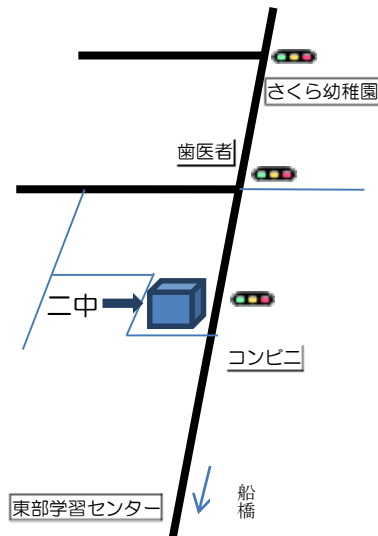 さくら幼稚園
歯医者
二中
コンビニ
船橋
東部学習センター